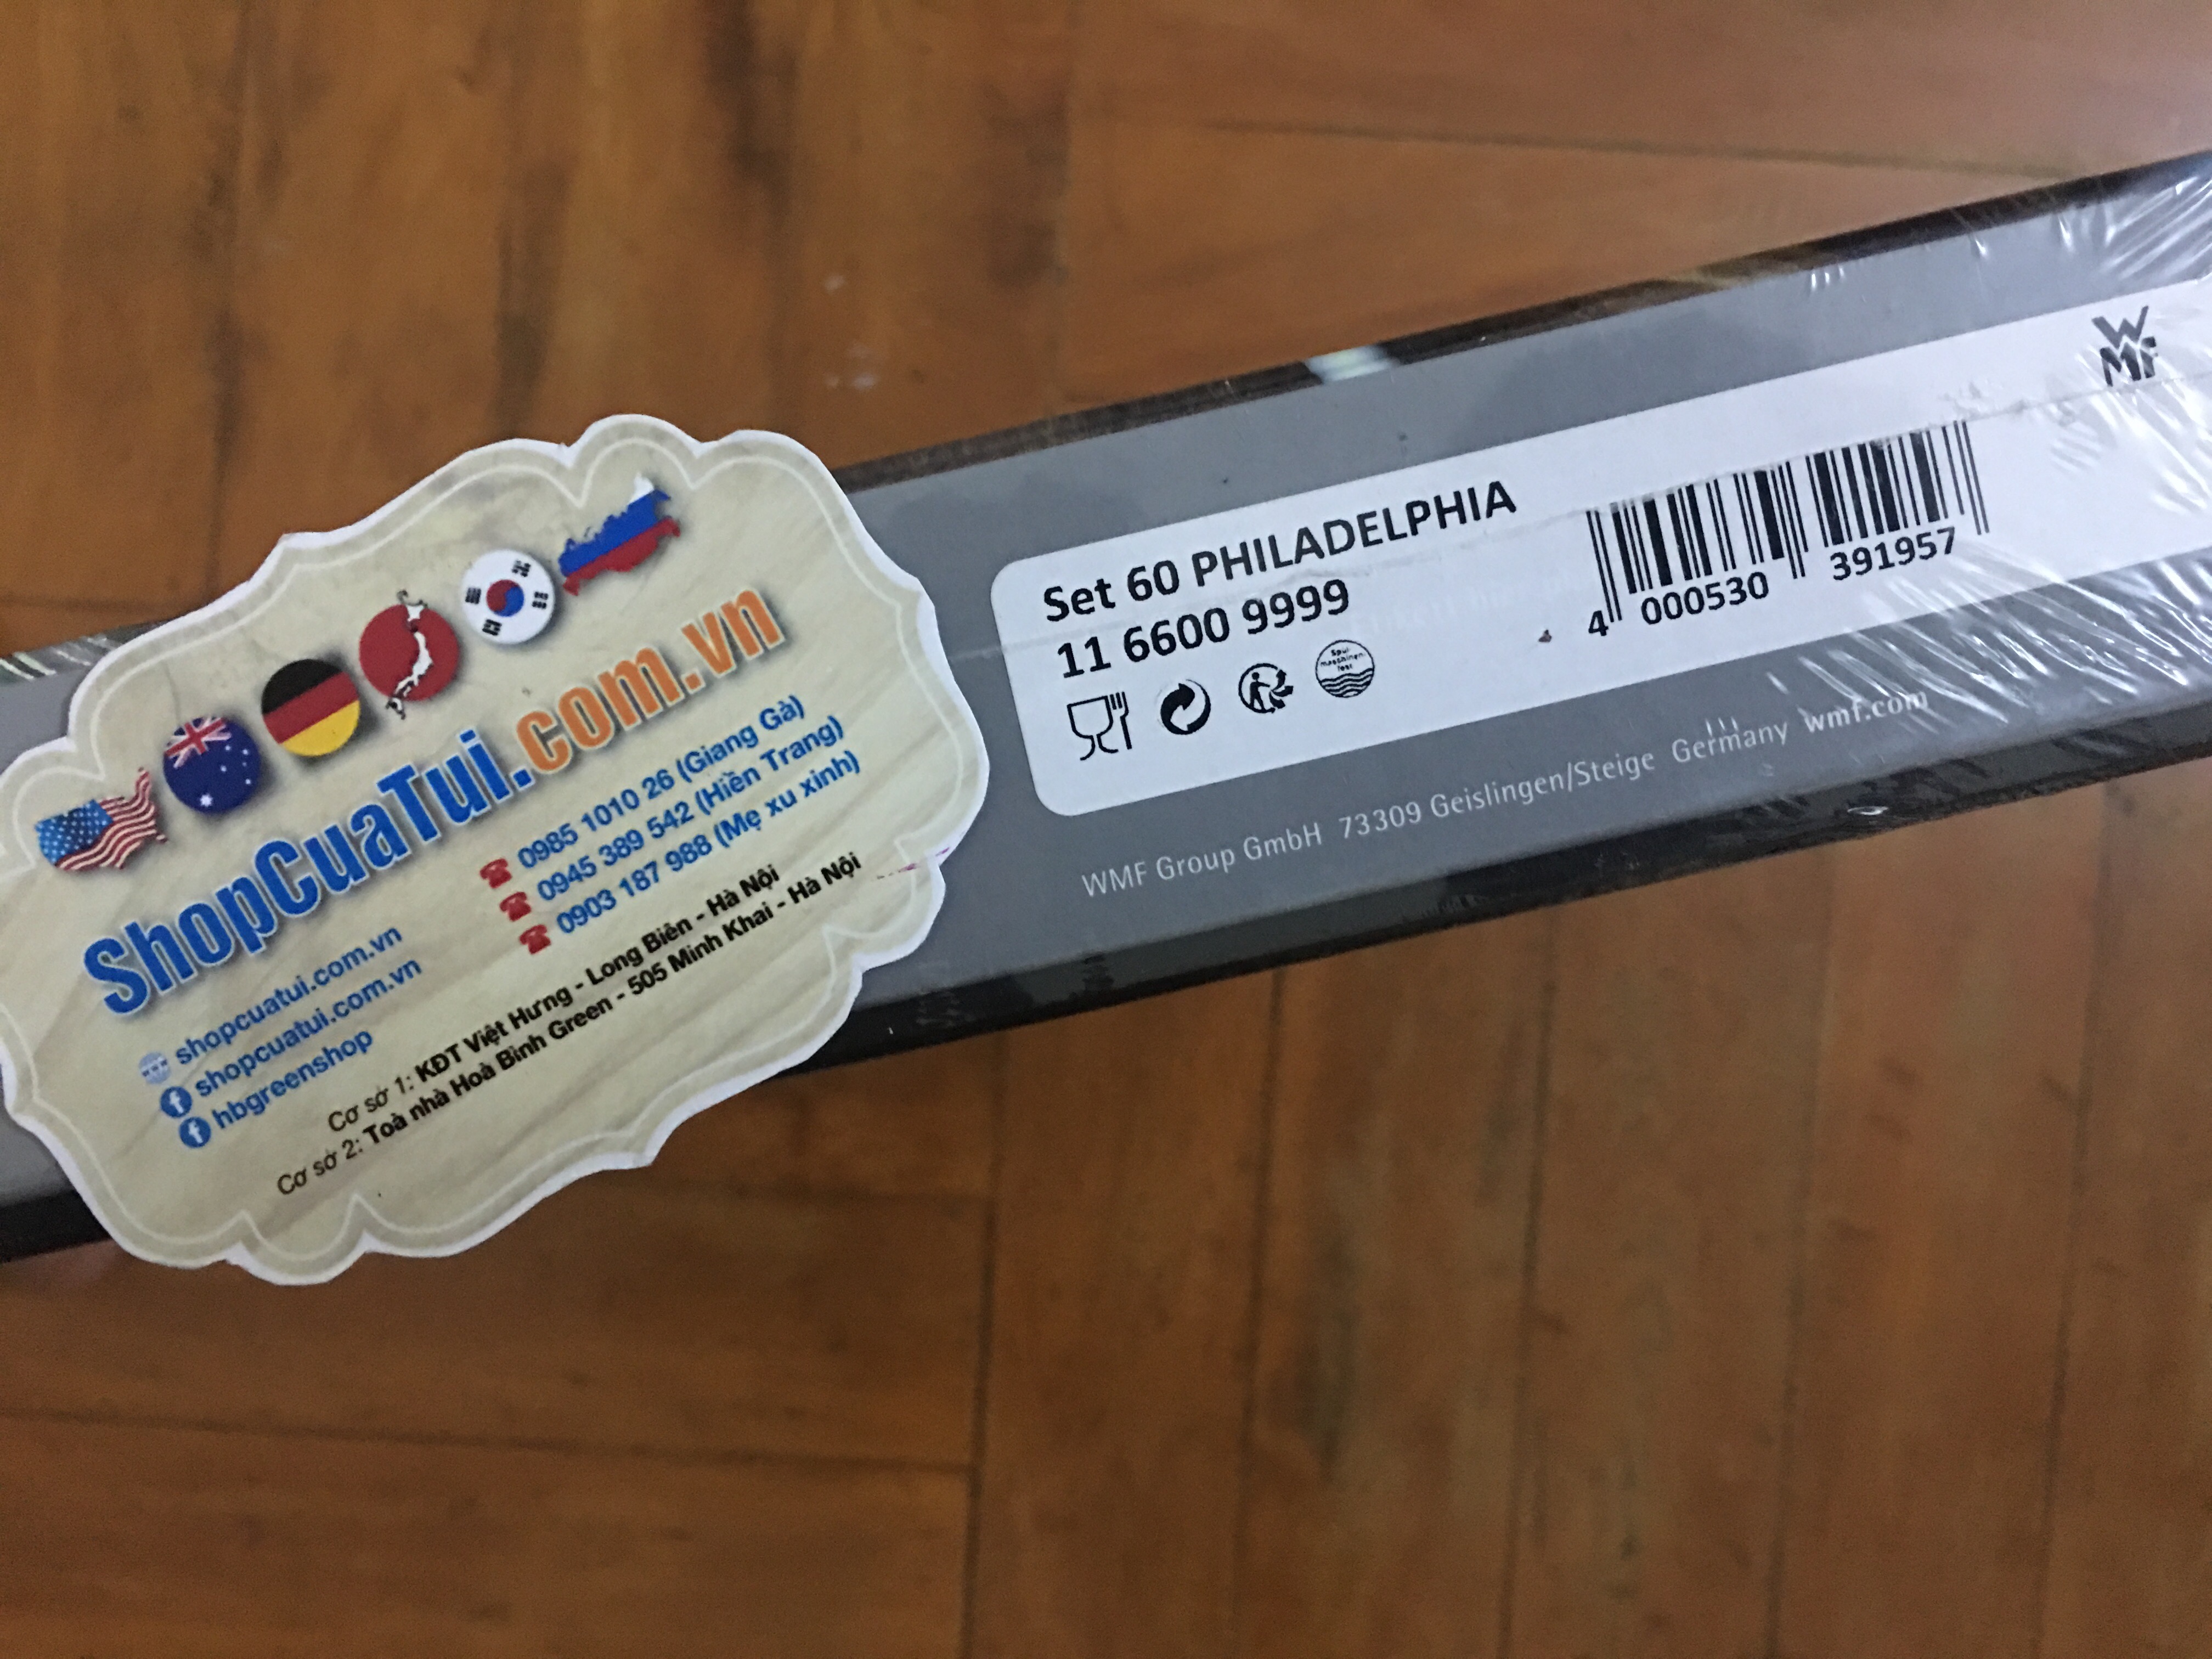 ShopCuaTui.com.vn
shopcuatui.com.vn
shopcuatui.com.vn
hbgreenshop
0985 1010 26 (Giang Gà)
0945 389 542 (Hiền Trang)
0903 187 988 (Mẹ xu xinh)
Cơ sở 1: KĐT Việt Hưng - Long Biên - Hà Nội
Cơ sở 2: Toà nhà Hoà Bình Green - 505 Minh Khai - Hà Nội
WMF
Set 60 PHILADELPHIA
11 6600 9999
Spül
maschinen-
fest
4 000530 391957
WMF Group GmbH 73309 Geislingen/Steige Germany wmf.com